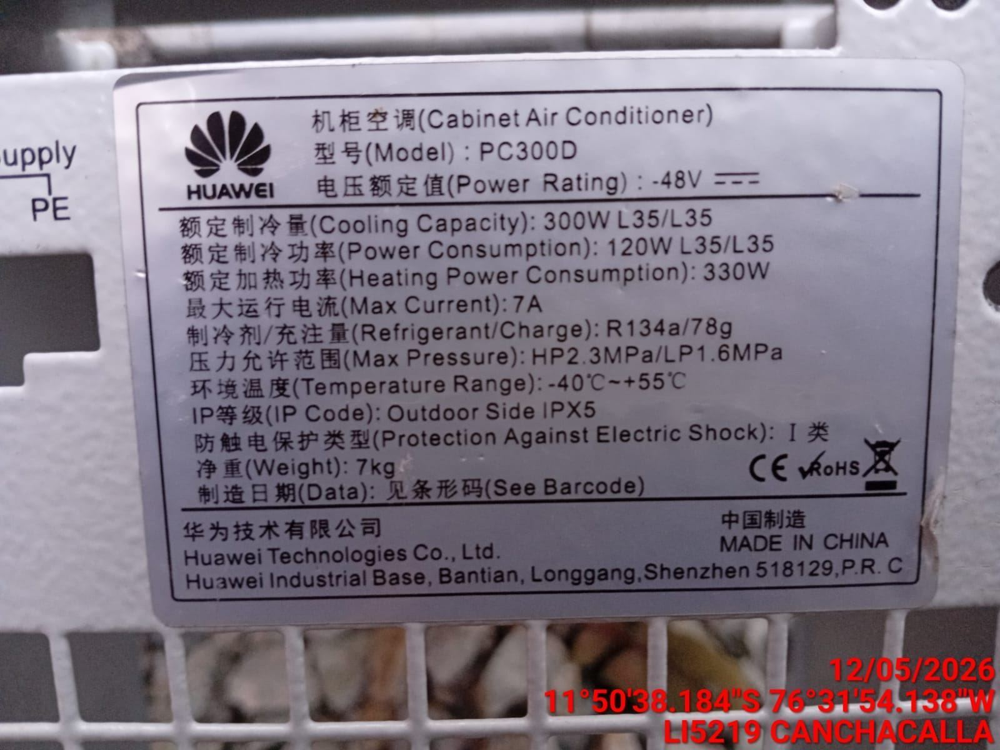 HUAWEI
机柜空调(Cabinet Air Conditioner)
型号(Model) : PC300D
电压额定值(Power Rating) : -48V
额定制冷量(Cooling Capacity): 300W L35/L35
额定制冷功率(Power Consumption): 120W L35/L35
额定加热功率(Heating Power Consumption): 330W
最大运行电流(Max Current): 7A
制冷剂/充注量(Refrigerant/Charge): R134a/78g
压力允许范围(Max Pressure): HP2.3MPa/LP1.6MPa
环境温度(Temperature Range): -40℃~+55℃
IP等级(IP Code): Outdoor Side IPX5
防触电保护类型(Protection Against Electric Shock): I 类
净重(Weight): 7kg
CE RoHS
制造日期(Data): 见条形码(See Barcode)
华为技术有限公司
中国制造
Huawei Technologies Co., Ltd.
MADE IN CHINA
Huawei Industrial Base, Bantian, Longgang,Shenzhen 518129,P.R. C
PE
12/05/2026
11°50'38.184"S 76°31'54.138"W
LI5219 CANCHACALLA